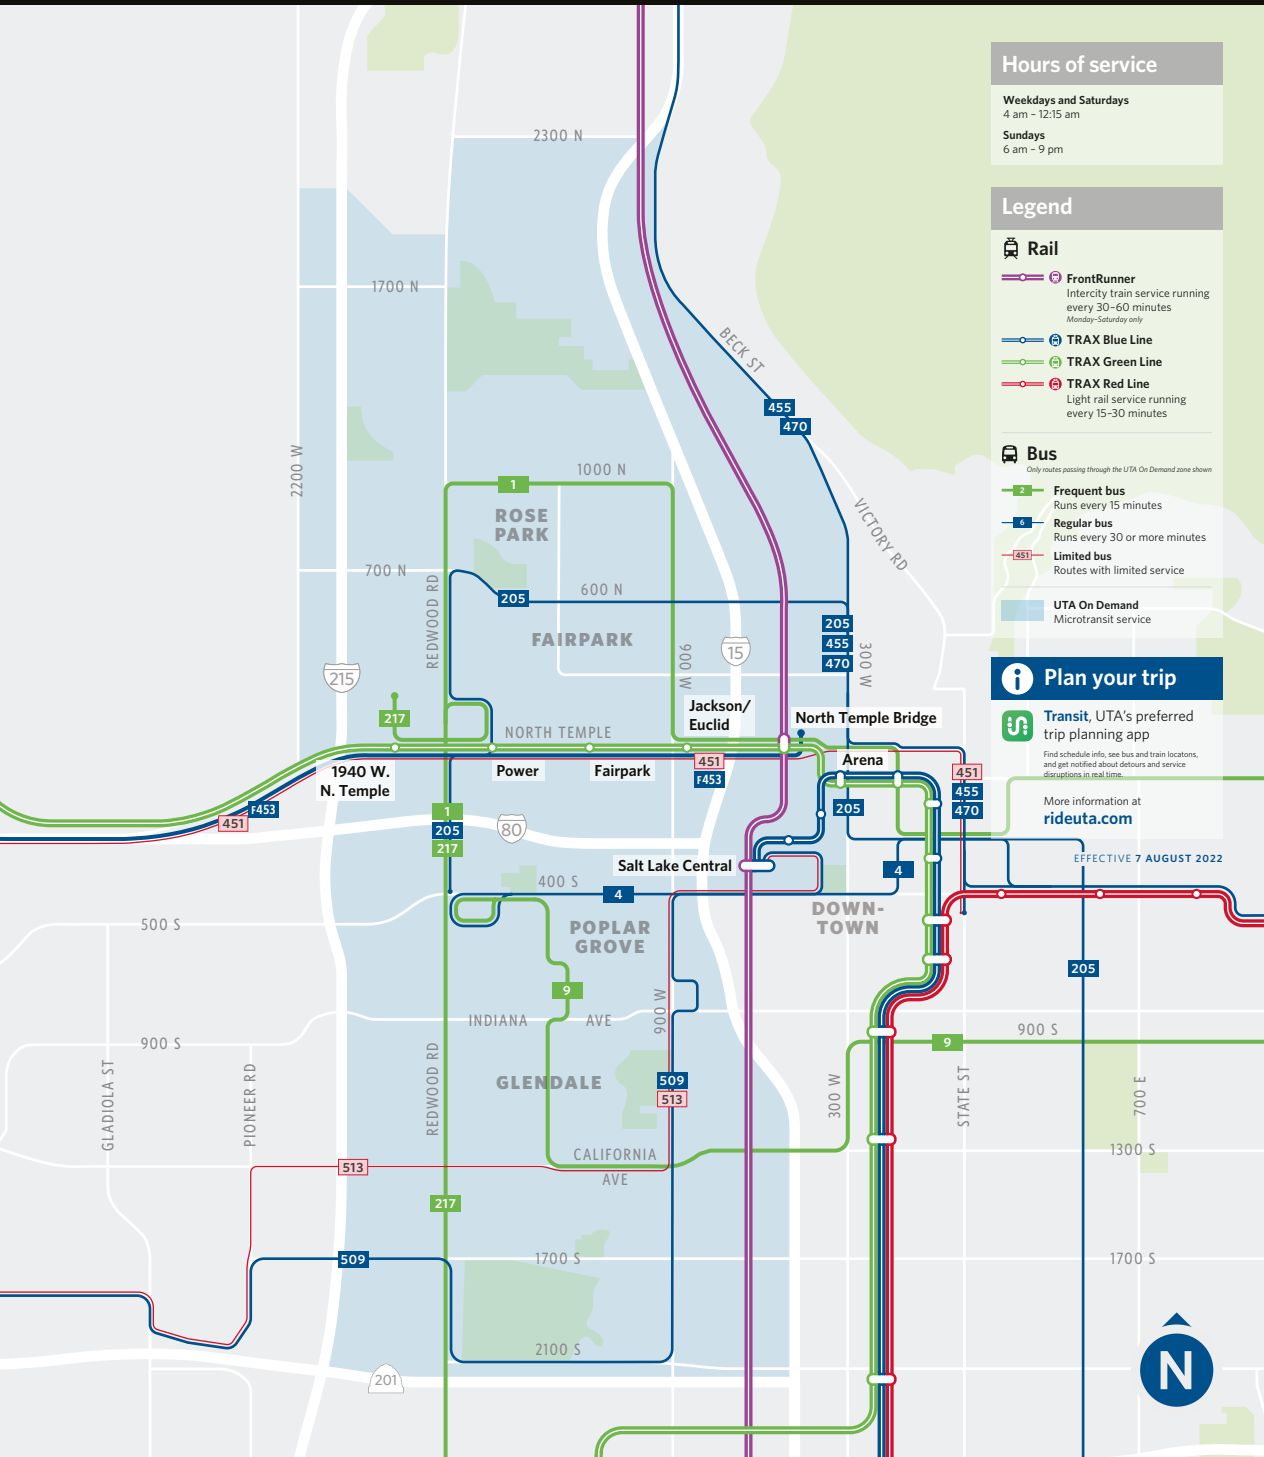 Hours of service
Weekdays and Saturdays
4 am – 12:15 am
Sundays
6 am – 9 pm
Legend
Rail
FrontRunner
Intercity train service running
every 30–60 minutes
Monday–Saturday only
TRAX Blue Line
TRAX Green Line
TRAX Red Line
Light rail service running
every 15–30 minutes
Bus
Only routes passing through the UTA On Demand zone shown
2
Frequent bus
Runs every 15 minutes
6
Regular bus
Runs every 30 or more minutes
451
Limited bus
Routes with limited service
UTA On Demand
Microtransit service
Plan your trip
Transit, UTA's preferred
trip planning app
Find schedule info, see bus and train locatons,
and get notified about detours and service
disruptions in real time.
More information at
rideuta.com
EFFECTIVE 7 AUGUST 2022
2300 N
1700 N
BECK ST
455
470
2200 W
1000 N
1
ROSE
PARK
VICTORY RD
700 N
REDWOOD RD
205
600 N
FAIRPARK
205
455
470
300 W
900 W
15
215
217
Jackson/
Euclid
North Temple Bridge
NORTH TEMPLE
1940 W.
N. Temple
Power
Fairpark
451
F453
Arena
451
455
470
F453
451
1
205
217
80
205
Salt Lake Central
400 S
4
4
DOWN-
TOWN
500 S
POPLAR
GROVE
205
9
900 W
INDIANA AVE
900 S
900 S
9
GLADIOLA ST
PIONEER RD
REDWOOD RD
GLENDALE
509
513
300 W
STATE ST
700 E
CALIFORNIA
AVE
1300 S
513
217
509
1700 S
1700 S
2100 S
201
N